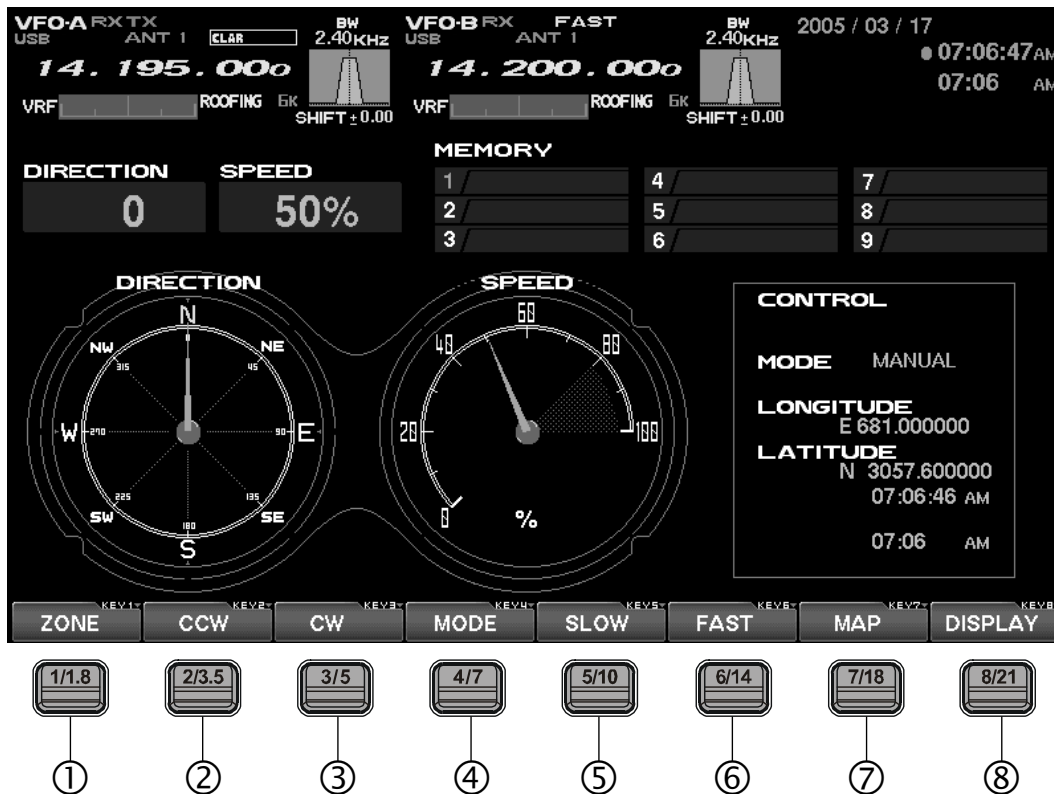 VFO-A RX TX
USB ANT 1 CLAR
BW
2.40KHz
14.195.00o
VRF ROOFING 6K
SHIFT ±0.00
VFO-B RX FAST
USB ANT 1
BW
2.40KHz
14.200.00o
VRF ROOFING 6K
SHIFT ±0.00
2005 / 03 / 17
07:06:47AM
07:06 AM
DIRECTION SPEED
0 50%
MEMORY
1 4 7
2 5 8
3 6 9
DIRECTION
N
NW NE
315 45
W 270 90 E
225 135
SW SE
180
S
SPEED
60
40 80
20 100
0 %
CONTROL
MODE MANUAL
LONGITUDE
E 681.000000
LATITUDE
N 3057.600000
07:06:46 AM
07:06 AM
KEY1 KEY2 KEY3 KEY4 KEY5 KEY6 KEY7 KEY8
ZONE CCW CW MODE SLOW FAST MAP DISPLAY
1/1.8 2/3.5 3/5 4/7 5/10 6/14 7/18 8/21
① ② ③ ④ ⑤ ⑥ ⑦ ⑧